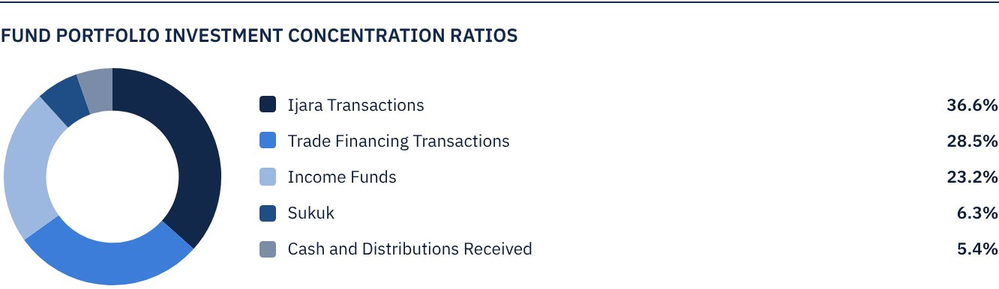 FUND PORTFOLIO INVESTMENT CONCENTRATION RATIOS
Ijara Transactions 36.6%
Trade Financing Transactions 28.5%
Income Funds 23.2%
Sukuk 6.3%
Cash and Distributions Received 5.4%